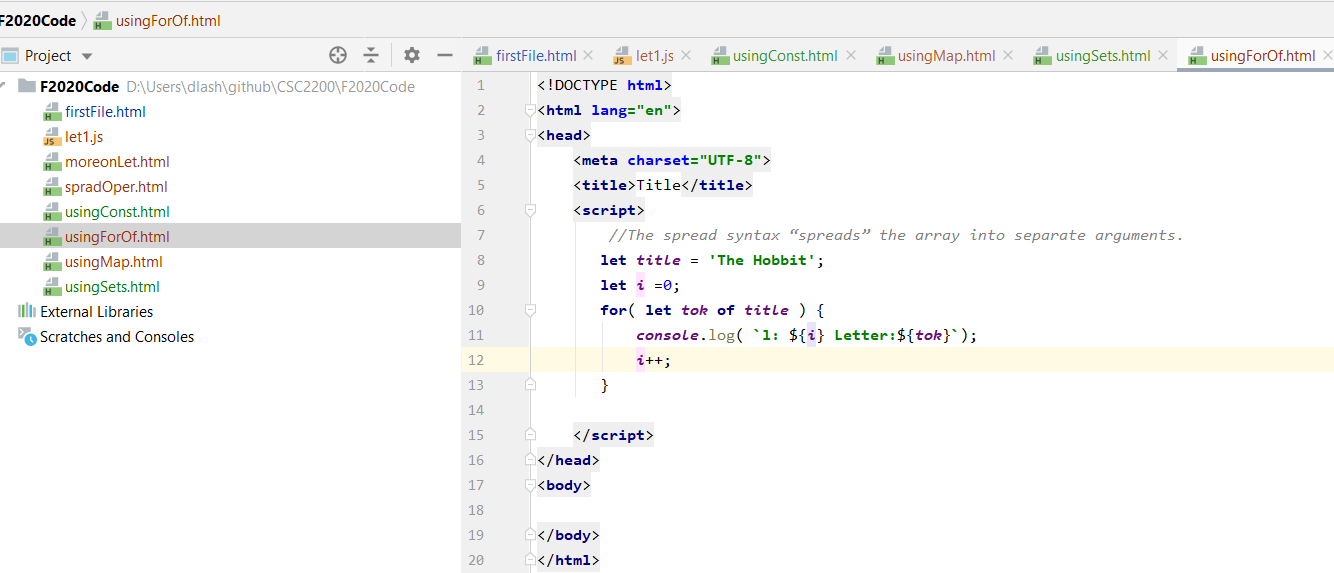 F2020Code usingForOf.html
Project
firstFile.html let1.js usingConst.html usingMap.html usingSets.html usingForOf.html
F2020Code D:\Users\dlash\github\CSC2200\F2020Code
firstFile.html
let1.js
moreonLet.html
spradOper.html
usingConst.html
usingForOf.html
usingMap.html
usingSets.html
External Libraries
Scratches and Consoles
1 <!DOCTYPE html>
2 <html lang="en">
3 <head>
4 <meta charset="UTF-8">
5 <title>Title</title>
6 <script>
7 //The spread syntax “spreads” the array into separate arguments.
8 let title = 'The Hobbit';
9 let i =0;
10 for( let tok of title ) {
11 console.log( `l: ${i} Letter:${tok}`);
12 i++;
13 }
14
15 </script>
16 </head>
17 <body>
18
19 </body>
20 </html>